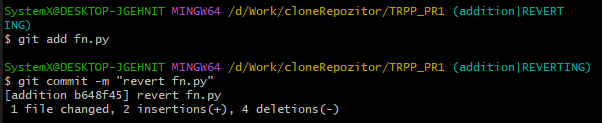 SystemX@DESKTOP-JGEHNIT MINGW64 /d/Work/cloneRepozitor/TRPP_PR1 (addition|REVERT
ING)
$ git add fn.py
SystemX@DESKTOP-JGEHNIT MINGW64 /d/Work/cloneRepozitor/TRPP_PR1 (addition|REVERTING)
$ git commit -m "revert fn.py"
[addition b648f45] revert fn.py
 1 file changed, 2 insertions(+), 4 deletions(-)